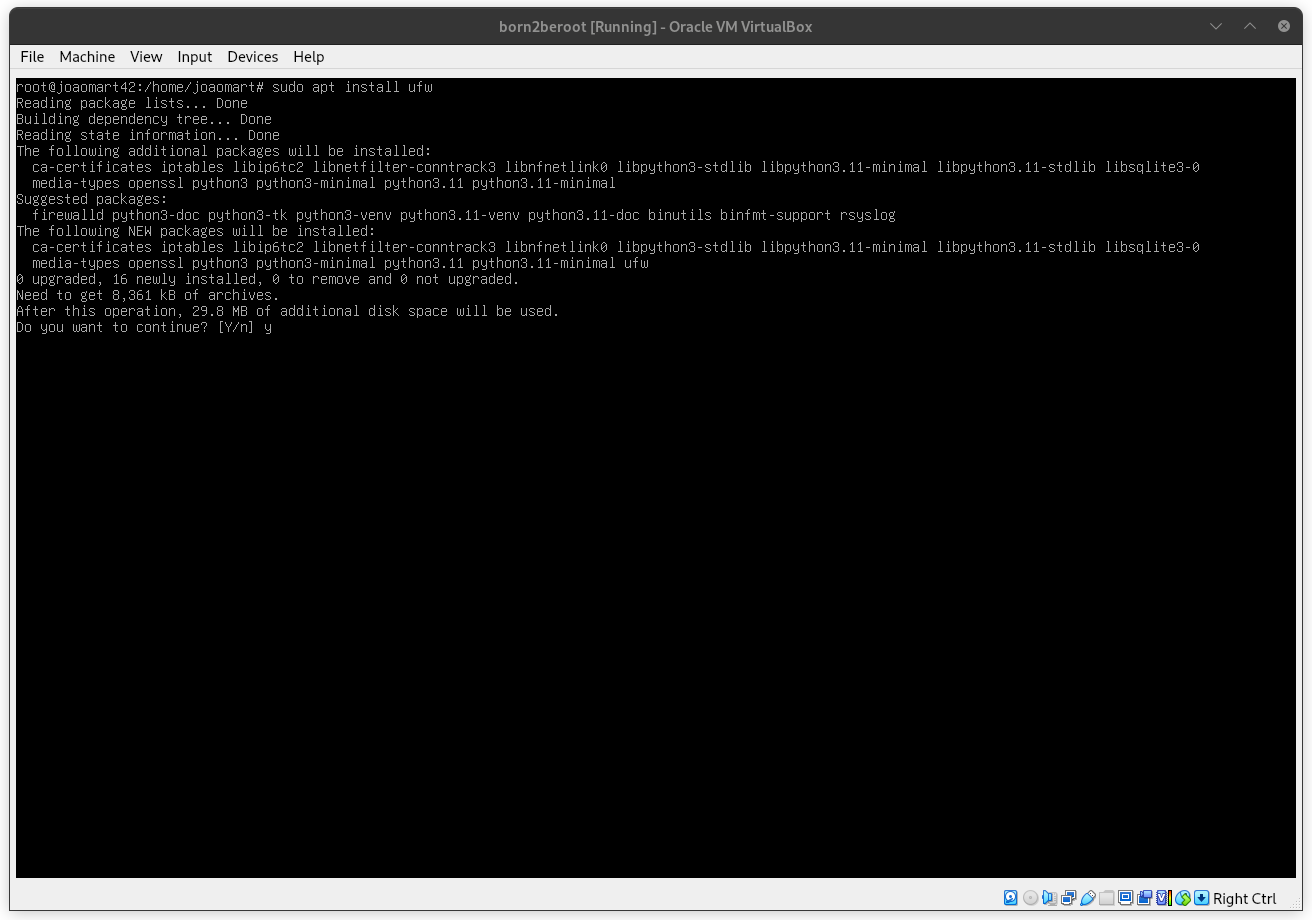 born2beroot [Running] - Oracle VM VirtualBox
File Machine View Input Devices Help
root@joaomart42:/home/joaomart# sudo apt install ufw
Reading package lists... Done
Building dependency tree... Done
Reading state information... Done
The following additional packages will be installed:
  ca-certificates iptables libip6tc2 libnetfilter-conntrack3 libnfnetlink0 libpython3-stdlib libpython3.11-minimal libpython3.11-stdlib libsqlite3-0
  media-types openssl python3 python3-minimal python3.11 python3.11-minimal
Suggested packages:
  firewalld python3-doc python3-tk python3-venv python3.11-venv python3.11-doc binutils binfmt-support rsyslog
The following NEW packages will be installed:
  ca-certificates iptables libip6tc2 libnetfilter-conntrack3 libnfnetlink0 libpython3-stdlib libpython3.11-minimal libpython3.11-stdlib libsqlite3-0
  media-types openssl python3 python3-minimal python3.11 python3.11-minimal ufw
0 upgraded, 16 newly installed, 0 to remove and 0 not upgraded.
Need to get 8,361 kB of archives.
After this operation, 29.8 MB of additional disk space will be used.
Do you want to continue? [Y/n] y
Right Ctrl